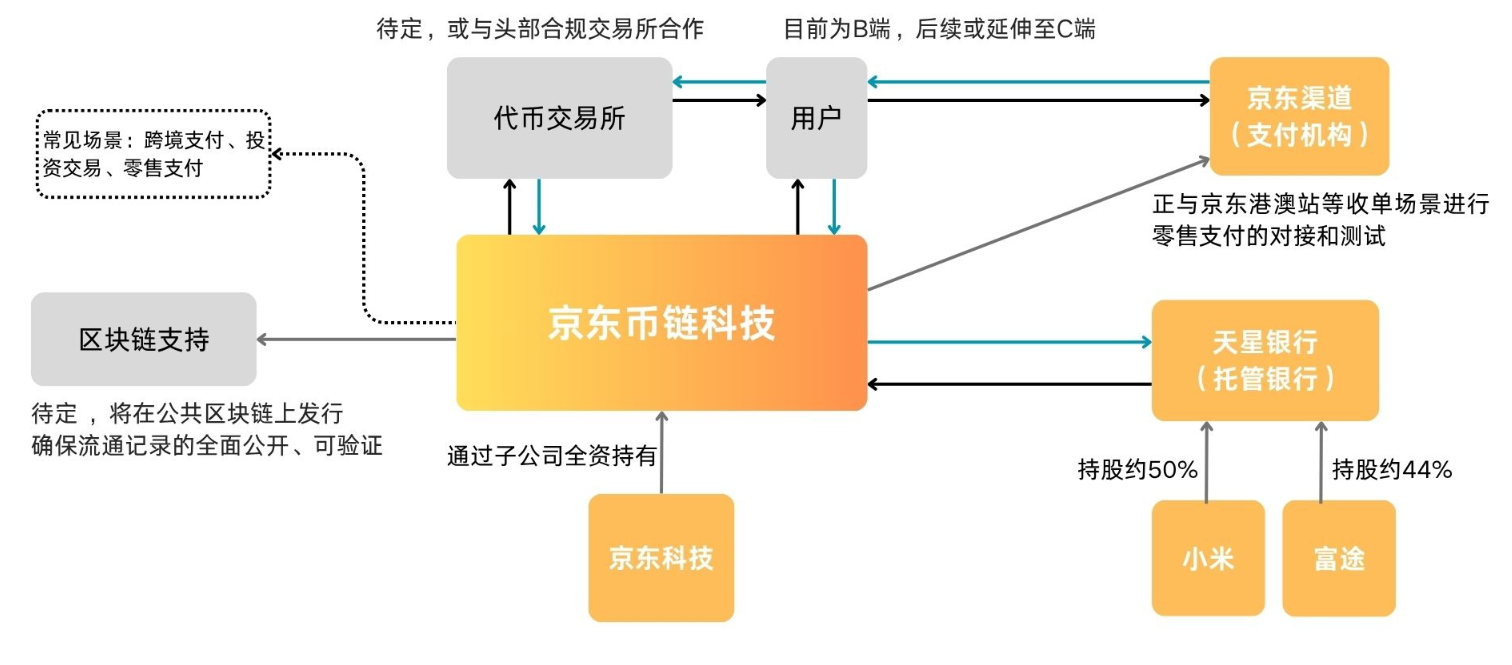 待定，或与头部合规交易所合作
目前为B端，后续或延伸至C端
代币交易所
用户
京东渠道
（支付机构）
常见场景：跨境支付、投
资交易、零售支付
正与京东港澳站等收单场景进行
零售支付的对接和测试
区块链支持
京东币链科技
天星银行
（托管银行）
待定，将在公共区块链上发行
确保流通记录的全面公开、可验证
通过子公司全资持有
持股约50%
持股约44%
京东科技
小米
富途